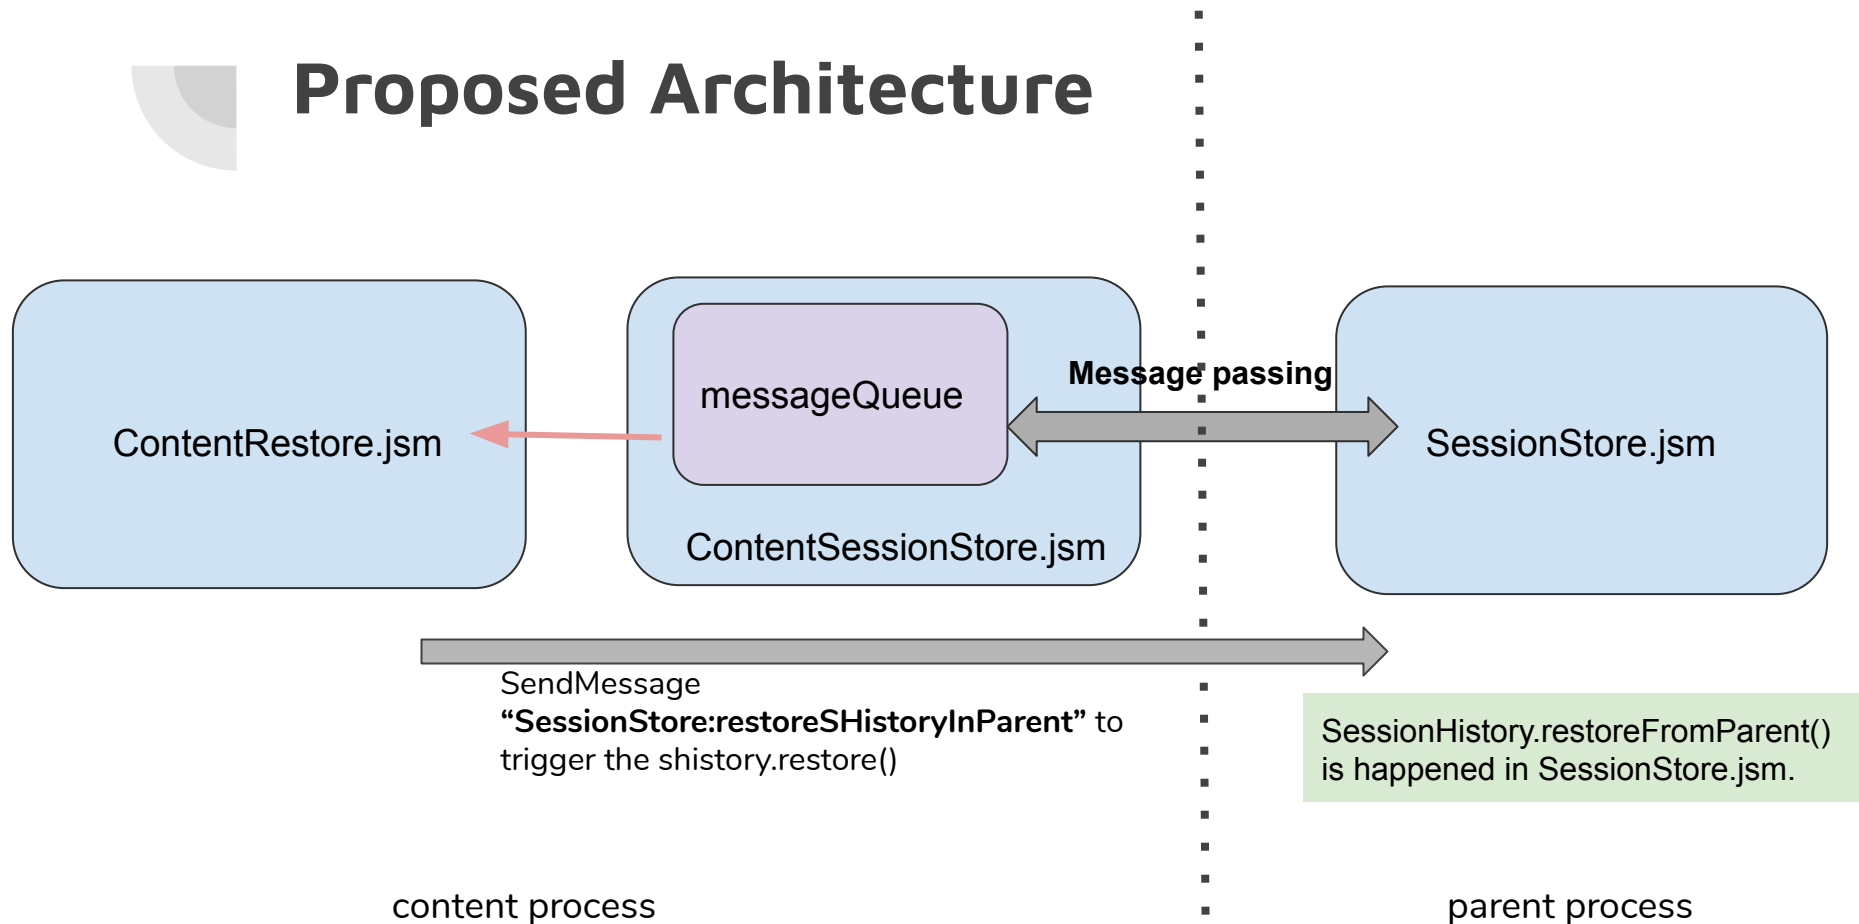 Proposed Architecture
Message passing
messageQueue
ContentRestore.jsm
SessionStore.jsm
ContentSessionStore.jsm
SendMessage
“SessionStore:restoreSHistoryInParent” to
trigger the shistory.restore()
SessionHistory.restoreFromParent()
is happened in SessionStore.jsm.
content process
parent process